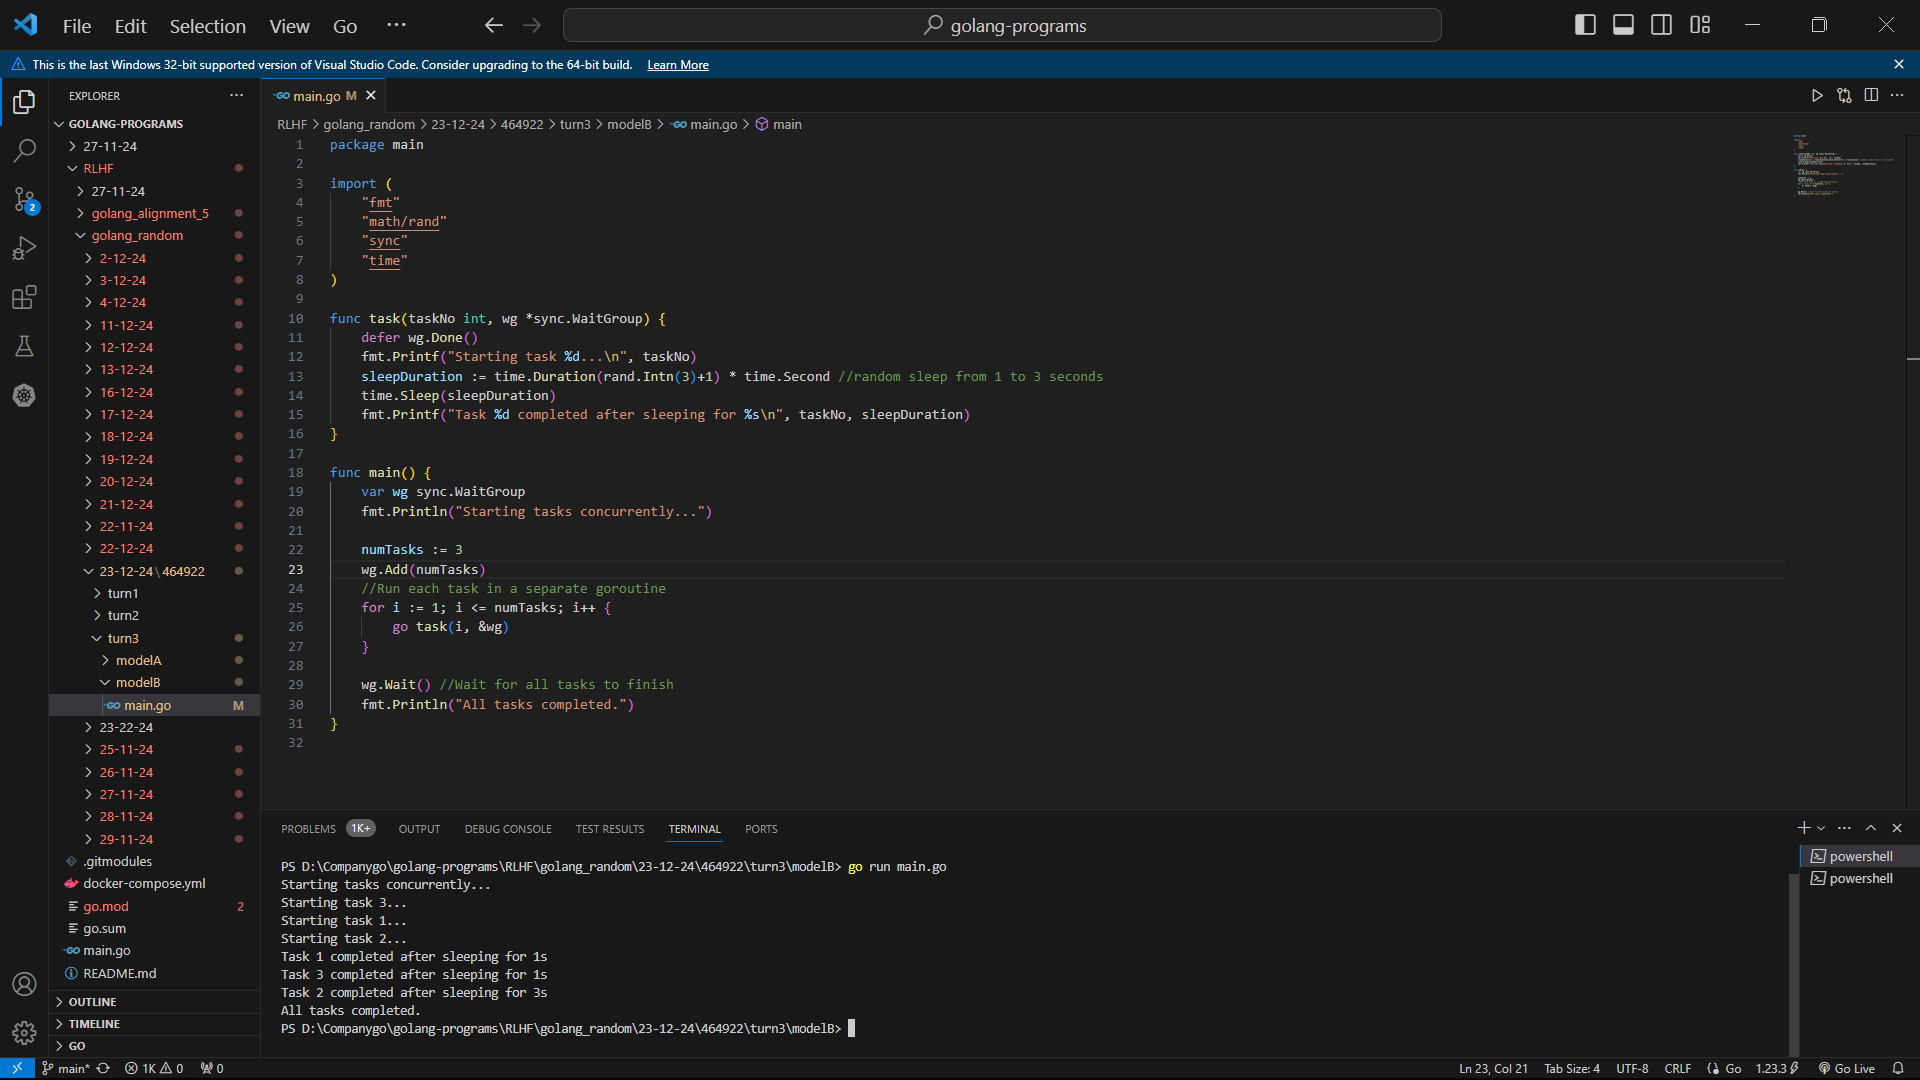 File Edit Selection View Go ··· golang-programs
This is the last Windows 32-bit supported version of Visual Studio Code. Consider upgrading to the 64-bit build. Learn More
EXPLORER ···
GOLANG-PROGRAMS
27-11-24
RLHF
27-11-24
golang_alignment_5
golang_random
2-12-24
3-12-24
4-12-24
11-12-24
12-12-24
13-12-24
16-12-24
17-12-24
18-12-24
19-12-24
20-12-24
21-12-24
22-11-24
22-12-24
23-12-24\464922
turn1
turn2
turn3
modelA
modelB
main.go M
23-22-24
25-11-24
26-11-24
27-11-24
28-11-24
29-11-24
.gitmodules
docker-compose.yml
go.mod 2
go.sum
main.go
README.md
OUTLINE
TIMELINE
GO
2
GO main.go M
RLHF > golang_random > 23-12-24 > 464922 > turn3 > modelB > GO main.go > main
1 package main
2
3 import (
4 "fmt"
5 "math/rand"
6 "sync"
7 "time"
8 )
9
10 func task(taskNo int, wg *sync.WaitGroup) {
11 defer wg.Done()
12 fmt.Printf("Starting task %d...\n", taskNo)
13 sleepDuration := time.Duration(rand.Intn(3)+1) * time.Second //random sleep from 1 to 3 seconds
14 time.Sleep(sleepDuration)
15 fmt.Printf("Task %d completed after sleeping for %s\n", taskNo, sleepDuration)
16 }
17
18 func main() {
19 var wg sync.WaitGroup
20 fmt.Println("Starting tasks concurrently...")
21
22 numTasks := 3
23 wg.Add(numTasks)
24 //Run each task in a separate goroutine
25 for i := 1; i <= numTasks; i++ {
26 go task(i, &wg)
27 }
28
29 wg.Wait() //Wait for all tasks to finish
30 fmt.Println("All tasks completed.")
31 }
32
PROBLEMS 1K+ OUTPUT DEBUG CONSOLE TEST RESULTS TERMINAL PORTS
PS D:\Companygo\golang-programs\RLHF\golang_random\23-12-24\464922\turn3\modelB> go run main.go
Starting tasks concurrently...
Starting task 3...
Starting task 1...
Starting task 2...
Task 1 completed after sleeping for 1s
Task 3 completed after sleeping for 1s
Task 2 completed after sleeping for 3s
All tasks completed.
PS D:\Companygo\golang-programs\RLHF\golang_random\23-12-24\464922\turn3\modelB>
powershell
powershell
main* 1K 0 0 Ln 23, Col 21 Tab Size: 4 UTF-8 CRLF Go 1.23.3 Go Live